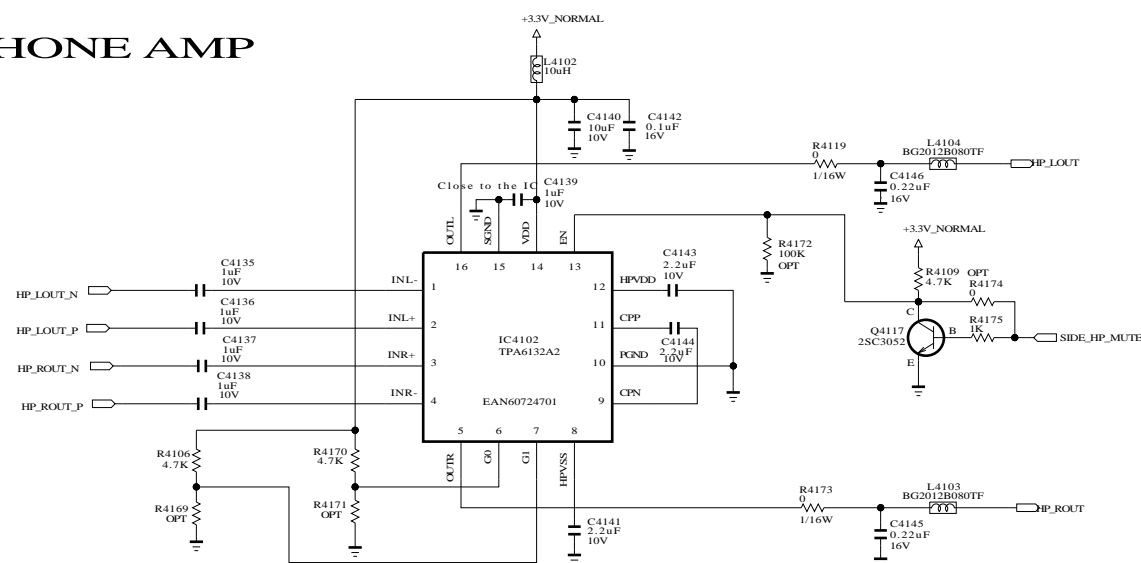 HONE AMP
+3.3V_NORMAL
L4102
10uH
C4140
10uF
10V
C4142
0.1uF
16V
Close to the IC
C4139
1uF
10V
R4119
0
1/16W
L4104
BG2012B080TF
HP_LOUT
C4146
0.22uF
16V
OUTL
SGND
VDD
EN
16
15
14
13
R4172
100K
OPT
+3.3V_NORMAL
R4109
4.7K
OPT
R4174
0
R4175
1K
C
B
E
Q4117
2SC3052
SIDE_HP_MUTE
C4135
1uF
10V
HP_LOUT_N
INL-
1
C4136
1uF
10V
HP_LOUT_P
INL+
2
C4137
1uF
10V
HP_ROUT_N
INR+
3
C4138
1uF
10V
HP_ROUT_P
INR-
4
IC4102
TPA6132A2
EAN60724701
12
HPVDD
C4143
2.2uF
10V
11
CPP
C4144
2.2uF
10V
10
PGND
9
CPN
5
6
7
8
OUTR
G0
G1
HPVSS
R4106
4.7K
R4170
4.7K
R4169
OPT
R4171
OPT
C4141
2.2uF
10V
R4173
0
1/16W
L4103
BG2012B080TF
HP_ROUT
C4145
0.22uF
16V